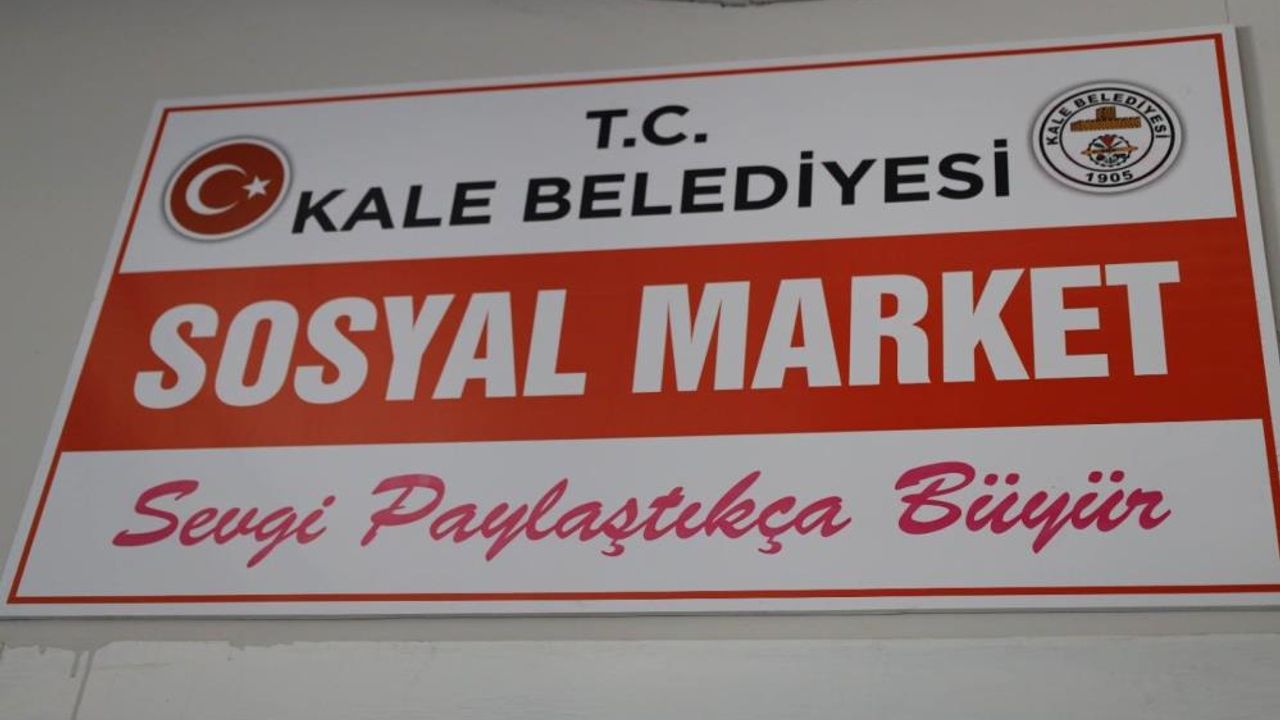 T.C.
KALE BELEDİYESİ
KALE BELEDİYESİ
1905
SOSYAL MARKET
Sevgi Paylaştıkça Büyür